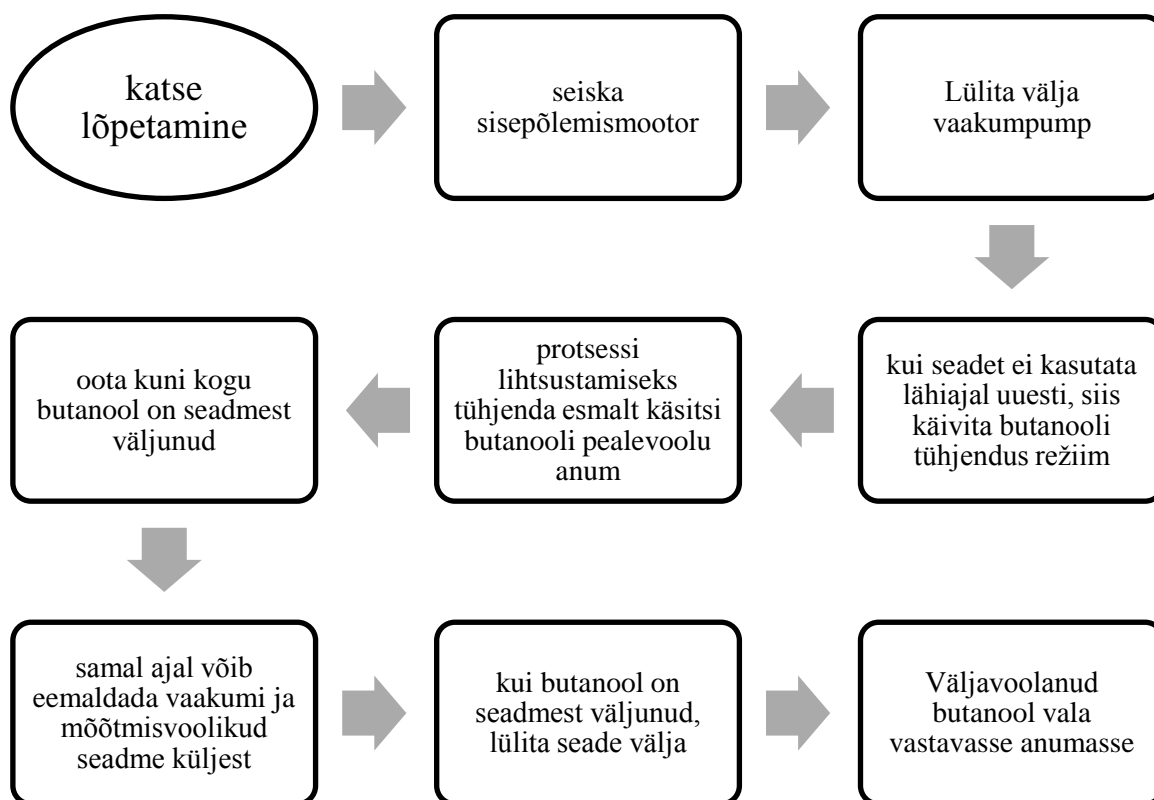 katse
lõpetamine
seiska
sisepõlemismootor
Lülita välja
vaakumpump
kui seadet ei kasutata
lähiajal uuesti, siis
käivita butanooli
tühjendus režiim
protsessi
lihtsustamiseks
tühjenda esmalt käsitsi
butanooli pealevoolu
anum
oota kuni kogu
butanool on seadmest
väljunud
samal ajal võib
eemaldada vaakumi ja
mõõtmisvoolikud
seadme küljest
kui butanool on
seadmest väljunud,
lülita seade välja
Väljavoolanud
butanool vala
vastavasse anumasse